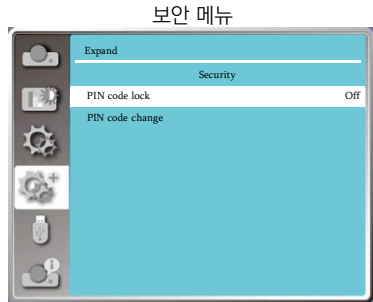 보안 메뉴
Expand
Security
PIN code lock Off
PIN code change